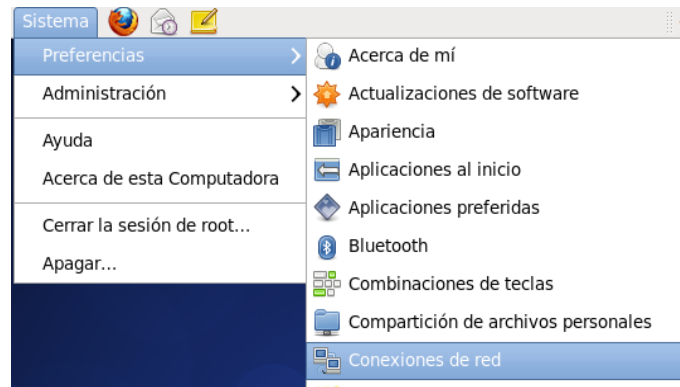 Sistema
Preferencias
Administración
Ayuda
Acerca de esta Computadora
Cerrar la sesión de root...
Apagar...
Acerca de mí
Actualizaciones de software
Apariencia
Aplicaciones al inicio
Aplicaciones preferidas
Bluetooth
Combinaciones de teclas
Compartición de archivos personales
Conexiones de red